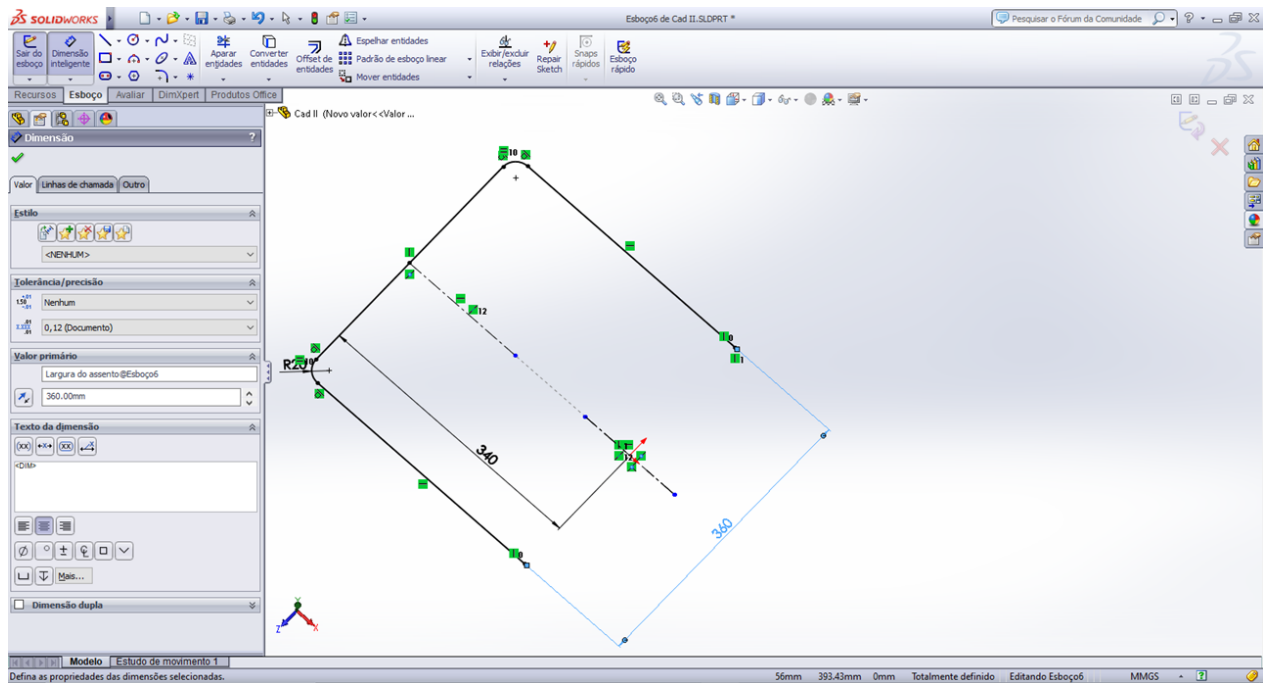 SOLIDWORKS
Esboço6 de Cad II.SLDPRT *
Pesquisar o Fórum da Comunidade
Sair do esboço
Dimensão inteligente
Aparar entidades
Converter entidades
Offset de entidades
Espelhar entidades
Padrão de esboço linear
Mover entidades
Exibir/excluir relações
Repair Sketch
Snaps rápidos
Esboço rápido
Recursos Esboço Avaliar DimXpert Produtos Office
Cad II (Novo valor<<Valor ...
Dimensão ?
Valor Linhas de chamada Outro
Estilo
<NENHUM>
Tolerância/precisão
Nenhum
0,12 (Documento)
Valor primário
Largura do assento@Esboço6
360.00mm
Texto da dimensão
<DIM>
Mais...
Dimensão dupla
10
12
340
360
Z
X
Modelo Estudo de movimento 1
Defina as propriedades das dimensões selecionadas.
56mm 393.43mm 0mm Totalmente definido Editando Esboço6 MMGS